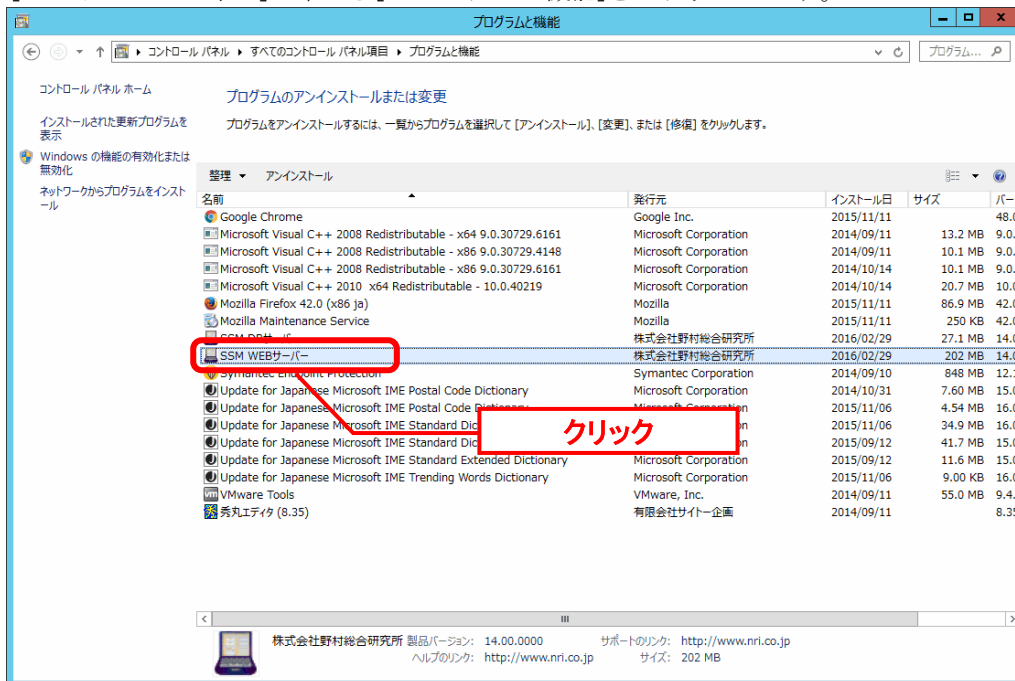 プログラムと機能
コントロール パネル ▸ すべてのコントロール パネル項目 ▸ プログラムと機能
プログラム...
コントロール パネル ホーム
インストールされた更新プログラムを
表示
Windows の機能の有効化または
無効化
ネットワークからプログラムをインスト
ール
プログラムのアンインストールまたは変更
プログラムをアンインストールするには、一覧からプログラムを選択して [アンインストール]、[変更]、または [修復] をクリックします。
整理 アンインストール
名前 発行元 インストール日 サイズ バー
Google Chrome Google Inc. 2015/11/11 48.0
Microsoft Visual C++ 2008 Redistributable - x64 9.0.30729.6161 Microsoft Corporation 2014/09/11 13.2 MB 9.0.
Microsoft Visual C++ 2008 Redistributable - x86 9.0.30729.4148 Microsoft Corporation 2014/09/11 10.1 MB 9.0.
Microsoft Visual C++ 2008 Redistributable - x86 9.0.30729.6161 Microsoft Corporation 2014/10/14 10.1 MB 9.0.
Microsoft Visual C++ 2010 x64 Redistributable - 10.0.40219 Microsoft Corporation 2014/10/14 20.7 MB 10.0
Mozilla Firefox 42.0 (x86 ja) Mozilla 2015/11/11 86.9 MB 42.0
Mozilla Maintenance Service Mozilla 2015/11/11 250 KB 42.0
SSM DBサーバー 株式会社野村総合研究所 2016/02/29 27.1 MB 14.0
SSM WEBサーバー 株式会社野村総合研究所 2016/02/29 202 MB 14.0
Symantec Endpoint Protection Symantec Corporation 2014/09/10 848 MB 12.1
Update for Japanese Microsoft IME Postal Code Dictionary Microsoft Corporation 2014/10/31 7.60 MB 15.0
Update for Japanese Microsoft IME Postal Code Dictionary Microsoft Corporation 2015/11/06 4.54 MB 16.0
Update for Japanese Microsoft IME Standard Dic 2015/11/06 34.9 MB 16.0
Update for Japanese Microsoft IME Standard Dic 2015/09/12 41.7 MB 15.0
Update for Japanese Microsoft IME Standard Extended Dictionary Microsoft Corporation 2015/09/12 11.6 MB 15.0
Update for Japanese Microsoft IME Trending Words Dictionary Microsoft Corporation 2015/11/06 9.00 KB 16.0
VMware Tools VMware, Inc. 2014/09/11 55.0 MB 9.4.
秀丸エディタ (8.35) 有限会社サイトー企画 2014/09/11 8.35
クリック
株式会社野村総合研究所 製品バージョン: 14.00.0000 サポートのリンク: http://www.nri.co.jp
ヘルプのリンク: http://www.nri.co.jp サイズ: 202 MB